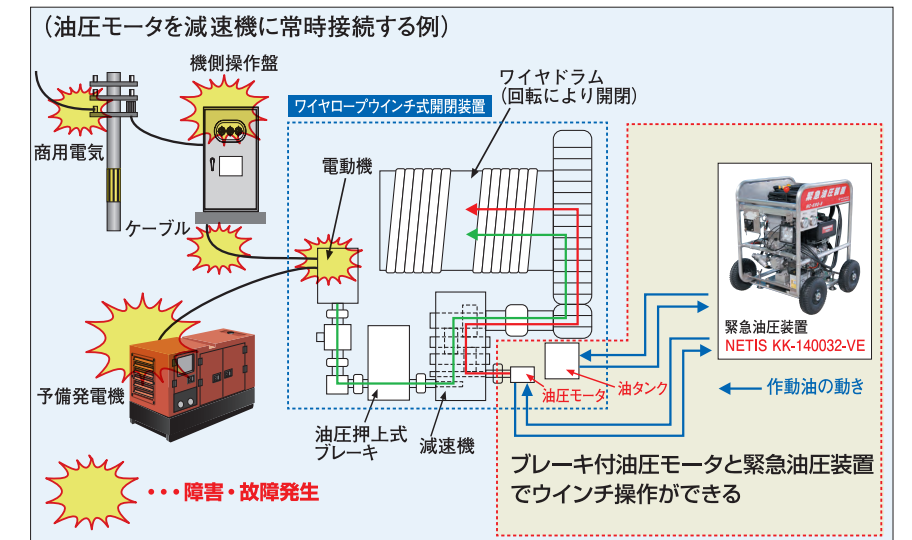 （油圧モータを減速機に常時接続する例）
機側操作盤
ワイヤドラム
（回転により開閉）
ワイヤロープウインチ式開閉装置
商用電気
電動機
緊急油圧装置
ケーブル
緊急油圧装置
NETIS KK-140032-VE
予備発電機
油圧モータ
油タンク
作動油の動き
油圧押上式
ブレーキ
減速機
ブレーキ付油圧モータと緊急油圧装置
でウインチ操作ができる
・・・障害・故障発生